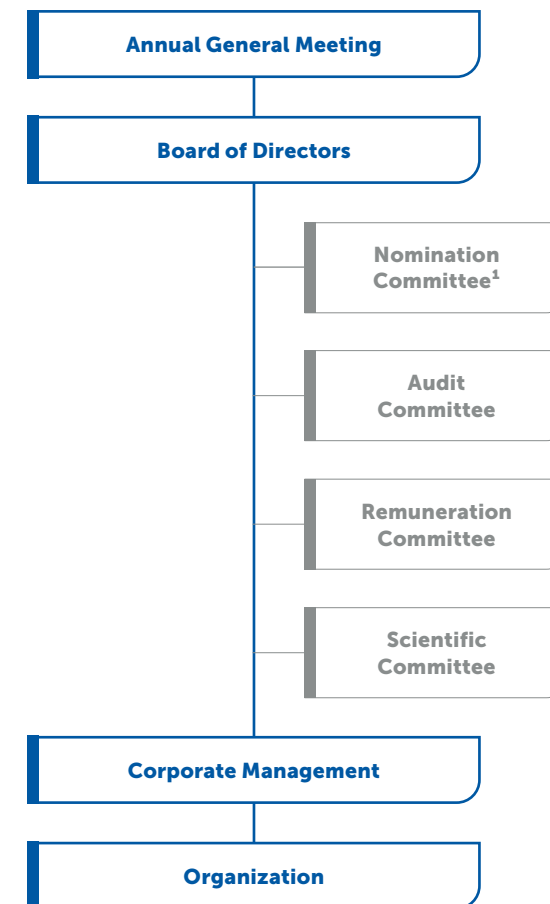 Annual General Meeting
Board of Directors
Nomination
Committee¹
Audit
Committee
Remuneration
Committee
Scientific
Committee
Corporate Management
Organization